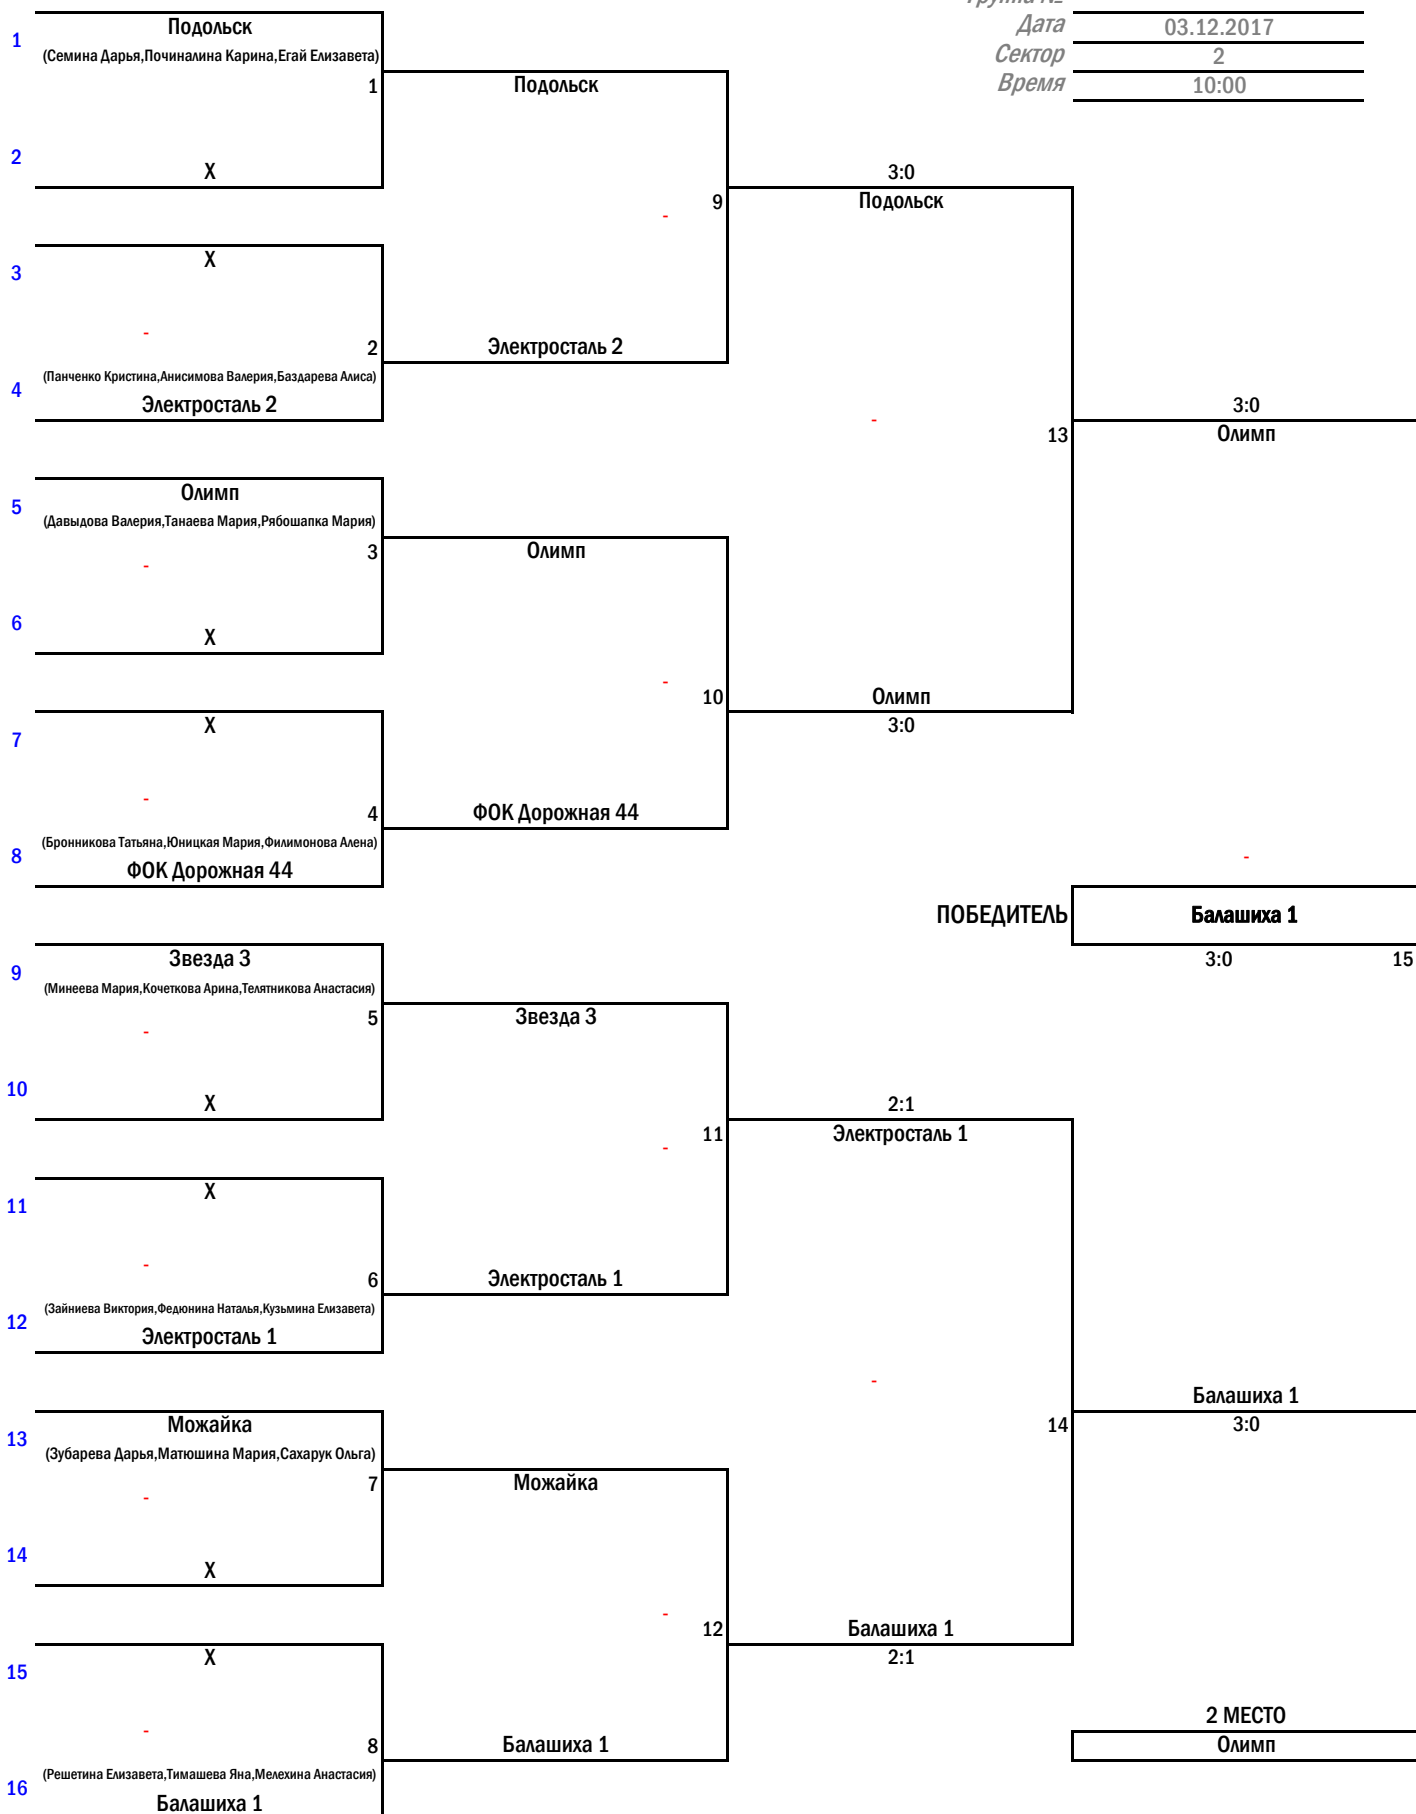 Группа №
Дата 03.12.2017
Сектор 2
Время 10:00
1
Подольск
(Семина Дарья,Починалина Карина,Егай Елизавета)
1
Подольск
2
X
3:0
9
Подольск
-
3
X
-
2
Электросталь 2
(Панченко Кристина,Анисимова Валерия,Баздарева Алиса)
4
Электросталь 2
3:0
-
13
Олимп
5
Олимп
(Давыдова Валерия,Танаева Мария,Рябошапка Мария)
3
Олимп
-
6
X
-
10
Олимп
3:0
7
X
-
4
ФОК Дорожная 44
(Бронникова Татьяна,Юницкая Мария,Филимонова Алена)
8
ФОК Дорожная 44
-
ПОБЕДИТЕЛЬ
Балашиха 1
3:0
15
9
Звезда 3
(Минеева Мария,Кочеткова Арина,Телятникова Анастасия)
5
Звезда 3
-
10
X
2:1
11
Электросталь 1
-
11
X
-
6
Электросталь 1
(Зайниева Виктория,Федюнина Наталья,Кузьмина Елизавета)
12
Электросталь 1
-
Балашиха 1
14
3:0
13
Можайка
(Зубарева Дарья,Матюшина Мария,Сахарук Ольга)
7
Можайка
-
14
X
-
12
Балашиха 1
2:1
15
X
-
8
Балашиха 1
2 МЕСТО
Олимп
(Решетина Елизавета,Тимашева Яна,Мелехина Анастасия)
16
Балашиха 1